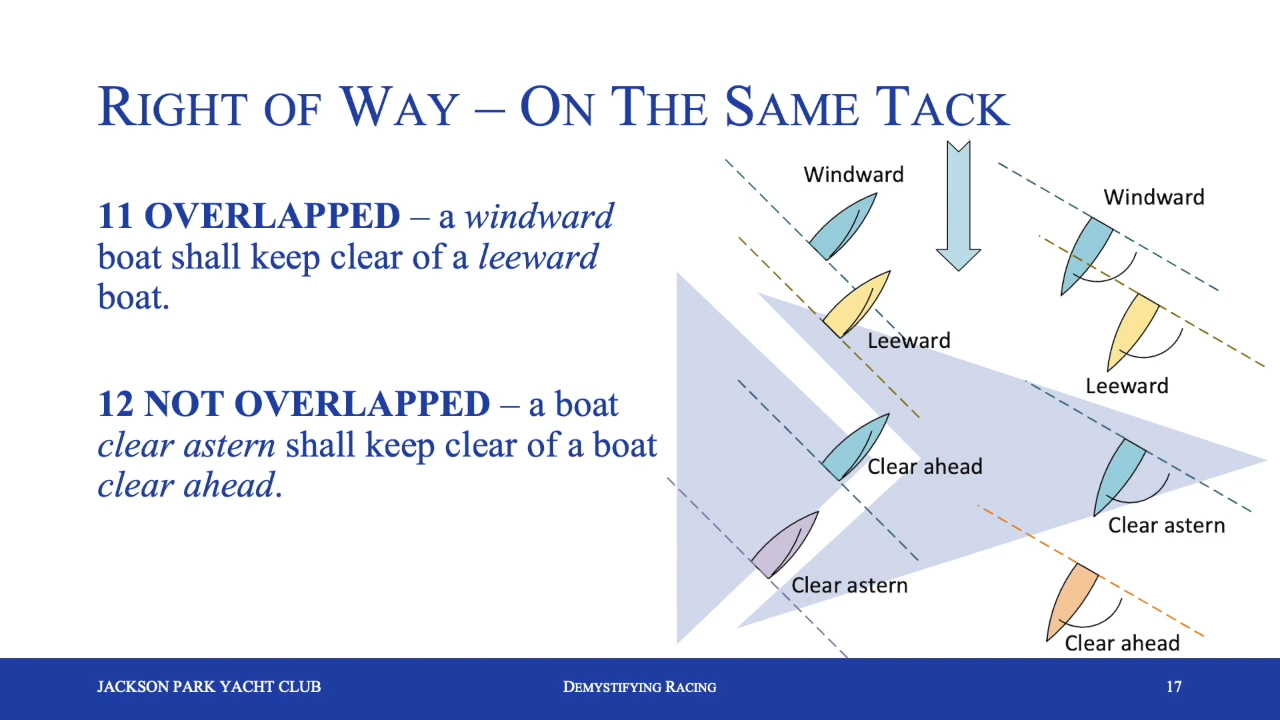 RIGHT OF WAY – ON THE SAME TACK
11 OVERLAPPED – a windward
boat shall keep clear of a leeward
boat.
12 NOT OVERLAPPED – a boat
clear astern shall keep clear of a boat
clear ahead.
Windward
Windward
Leeward
Leeward
Clear ahead
Clear astern
Clear astern
Clear ahead
JACKSON PARK YACHT CLUB
DEMYSTIFYING RACING
17